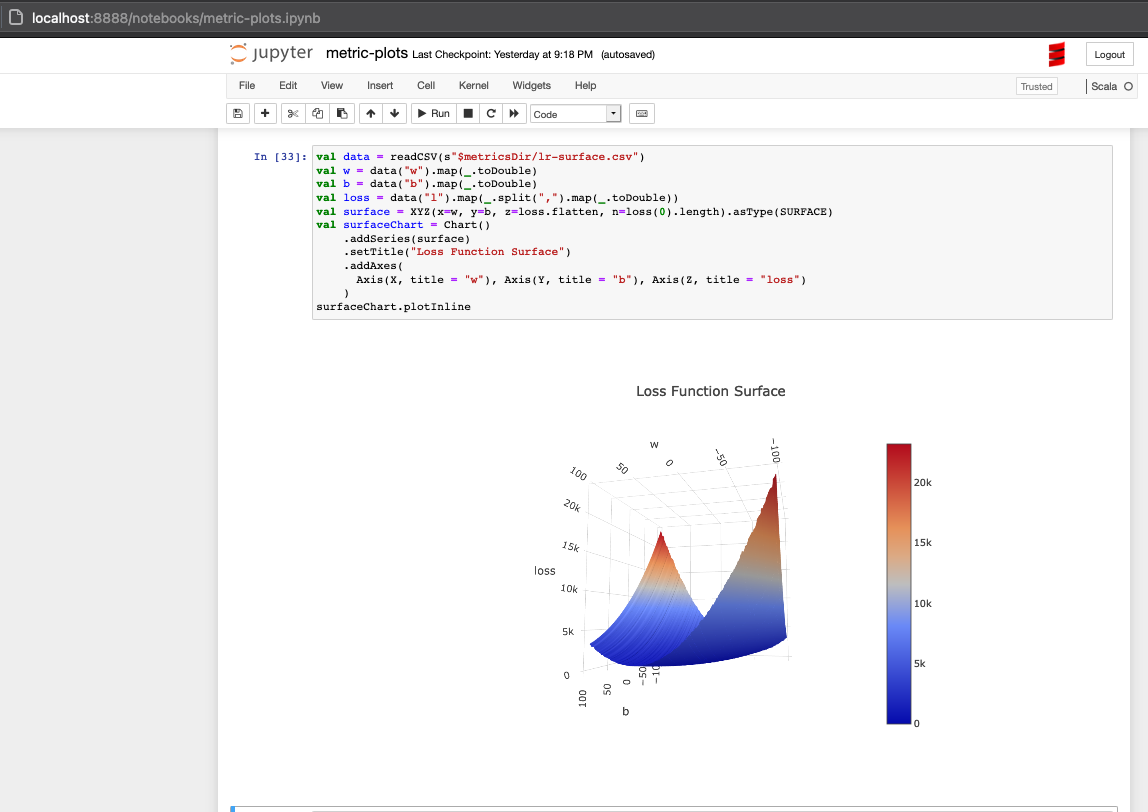 localhost:8888/notebooks/metric-plots.ipynb
jupyter metric-plots Last Checkpoint: Yesterday at 9:18 PM (autosaved)
Logout
File Edit View Insert Cell Kernel Widgets Help
Trusted
Scala
Run
Code
In [33]:
val data = readCSV(s"$metricsDir/lr-surface.csv")
val w = data("w").map(_.toDouble)
val b = data("b").map(_.toDouble)
val loss = data("l").map(_.split(",").map(_.toDouble))
val surface = XYZ(x=w, y=b, z=loss.flatten, n=loss(0).length).asType(SURFACE)
val surfaceChart = Chart()
.addSeries(surface)
.setTitle("Loss Function Surface")
.addAxes(
Axis(X, title = "w"), Axis(Y, title = "b"), Axis(Z, title = "loss")
)
surfaceChart.plotInline
Loss Function Surface
w
100
50
0
−50
−100
20k
15k
loss
10k
5k
0
100
50
0
−50
b
20k
15k
10k
5k
0